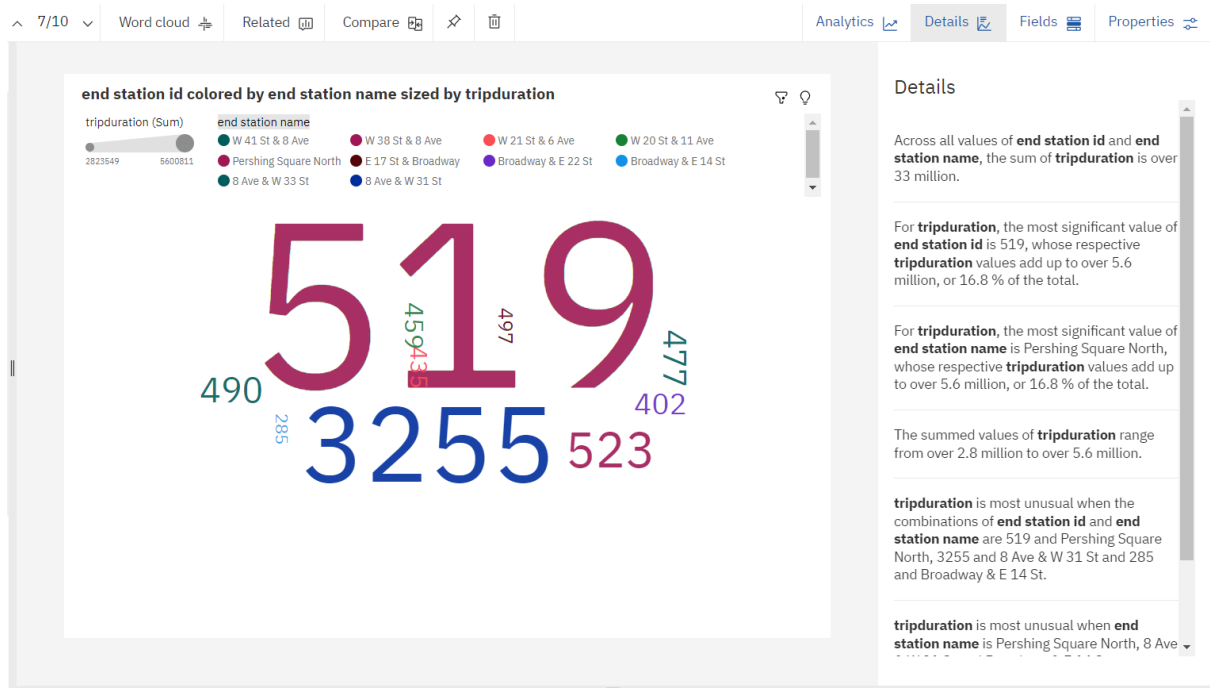 7/10
Word cloud
Related
Compare
Analytics
Details
Fields
Properties
end station id colored by end station name sized by tripduration
tripduration (Sum)
2823549 5600811
end station name
W 41 St & 8 Ave
W 38 St & 8 Ave
W 21 St & 6 Ave
W 20 St & 11 Ave
Pershing Square North
E 17 St & Broadway
Broadway & E 22 St
Broadway & E 14 St
8 Ave & W 33 St
8 Ave & W 31 St
519
459
435
497
477
490
402
285
3255
523
Details
Across all values of end station id and end
station name, the sum of tripduration is over
33 million.
For tripduration, the most significant value of
end station id is 519, whose respective
tripduration values add up to over 5.6
million, or 16.8 % of the total.
For tripduration, the most significant value of
end station name is Pershing Square North,
whose respective tripduration values add up
to over 5.6 million, or 16.8 % of the total.
The summed values of tripduration range
from over 2.8 million to over 5.6 million.
tripduration is most unusual when the
combinations of end station id and end
station name are 519 and Pershing Square
North, 3255 and 8 Ave & W 31 St and 285
and Broadway & E 14 St.
tripduration is most unusual when end
station name is Pershing Square North, 8 Ave